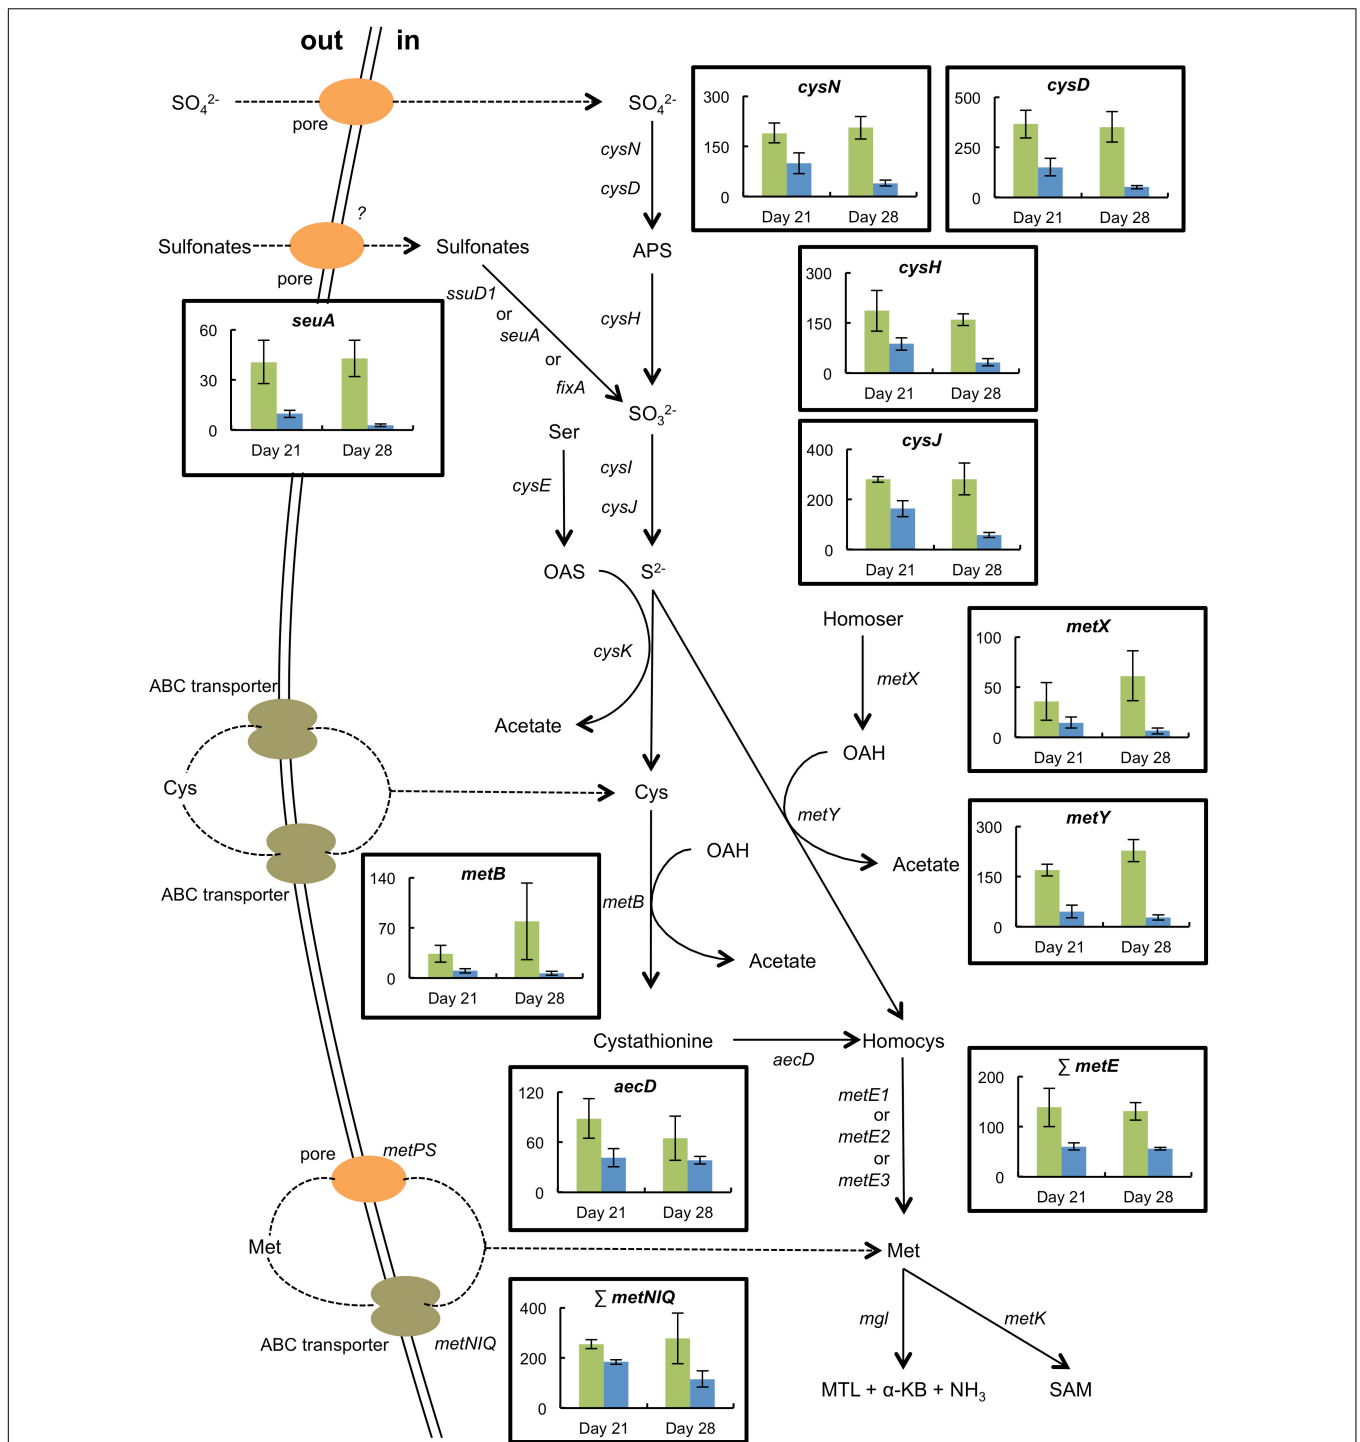 out in
SO₄²⁻
pore
SO₄²⁻
cysN
cysD
APS
cysH
SO₃²⁻
cysI
cysJ
S²⁻
?
Sulfonates
pore
Sulfonates
ssuD1
or
seuA
or
fixA
Ser
cysE
OAS
cysK
Acetate
cysN
300
150
0
Day 21 Day 28
cysD
500
250
0
Day 21 Day 28
cysH
300
150
0
Day 21 Day 28
seuA
60
30
0
Day 21 Day 28
cysJ
400
200
0
Day 21 Day 28
Homoser
metX
OAH
metY
Acetate
metX
100
50
0
Day 21 Day 28
ABC transporter
Cys
ABC transporter
Cys
OAH
metB
Acetate
metY
300
150
0
Day 21 Day 28
metB
140
70
0
Day 21 Day 28
Cystathionine
aecD
Homocys
metE1
or
metE2
or
metE3
∑ metE
200
100
0
Day 21 Day 28
aecD
120
60
0
Day 21 Day 28
pore
metPS
Met
ABC transporter
metNIQ
Met
mgl
metK
MTL + α-KB + NH₃
SAM
∑ metNIQ
400
200
0
Day 21 Day 28